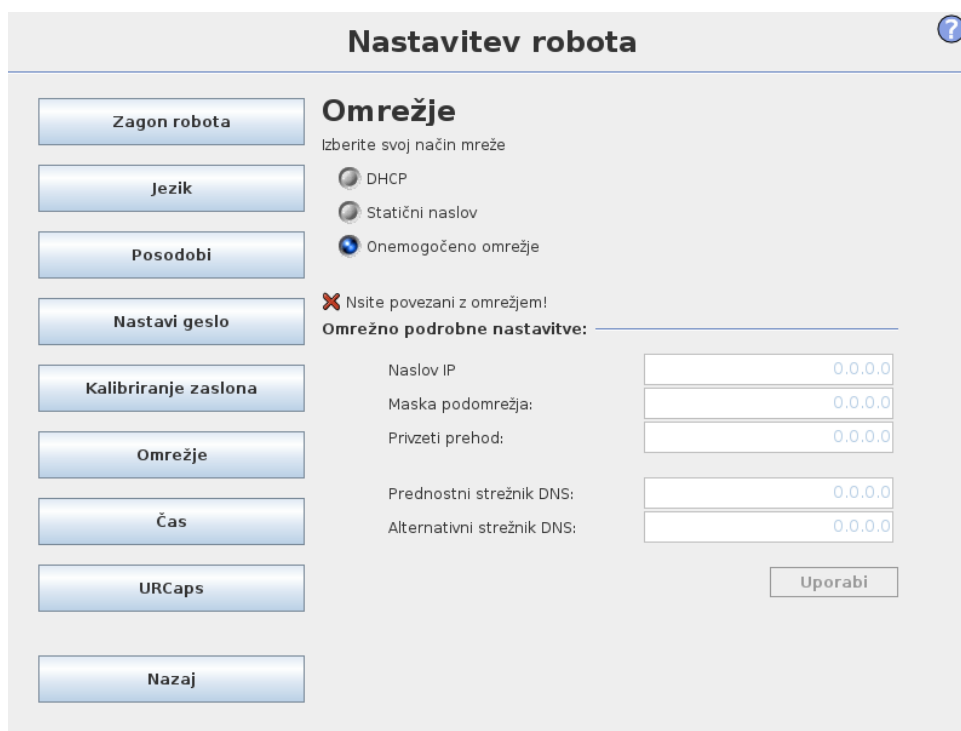 Nastavitev robota
?
Zagon robota
Jezik
Posodobi
Nastavi geslo
Kalibriranje zaslona
Omrežje
Čas
URCaps
Nazaj
Omrežje
Izberite svoj način mreže
DHCP
Statični naslov
Onemogočeno omrežje
Nsite povezani z omrežjem!
Omrežno podrobne nastavitve:
Naslov IP 0.0.0.0
Maska podomrežja: 0.0.0.0
Privzeti prehod: 0.0.0.0
Prednostni strežnik DNS: 0.0.0.0
Alternativni strežnik DNS: 0.0.0.0
Uporabi